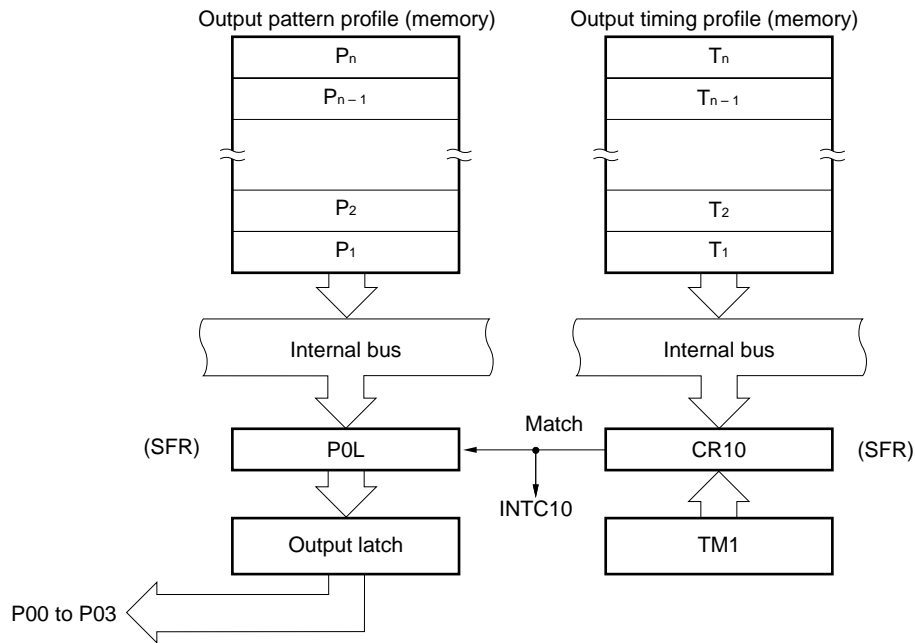 Output pattern profile (memory)
Output timing profile (memory)
Pn
Tn
Pn – 1
Tn – 1
P2
T2
P1
T1
Internal bus
Internal bus
Match
(SFR)
P0L
CR10
(SFR)
INTC10
Output latch
TM1
P00 to P03